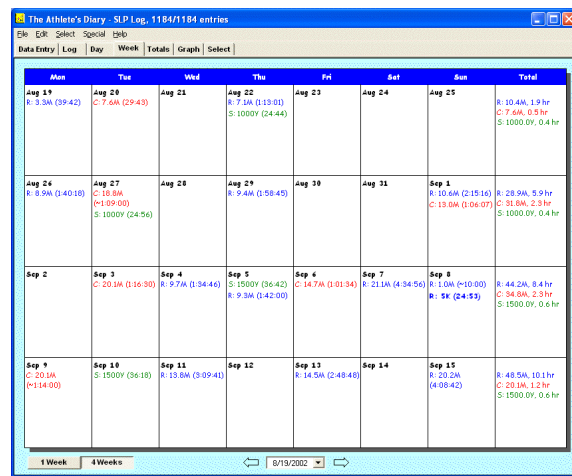 The Athlete's Diary - SLP Log, 1184/1184 entries
File Edit Select Special Help
Data Entry Log Day Week Totals Graph Select
Mon Tue Wed Thu Fri Sat Sun Total
Aug 19 Aug 20 Aug 21 Aug 22 Aug 23 Aug 24 Aug 25
R: 3.3M (39:42) C: 7.6M (29:43) R: 7.1M (1:13:01) R: 10.4M, 1.9 hr
S: 1000Y (24:44) C: 7.6M, 0.5 hr
S: 1000.0Y, 0.4 hr
Aug 26 Aug 27 Aug 28 Aug 29 Aug 30 Aug 31 Sep 1
R: 8.9M (1:40:18) C: 18.8M R: 9.4M (1:58:45) R: 10.6M (2:15:16) R: 28.9M, 5.9 hr
(~1:09:00) C: 13.0M (1:06:07) C: 31.8M, 2.3 hr
S: 1000Y (24:56) S: 1000.0Y, 0.4 hr
Sep 2 Sep 3 Sep 4 Sep 5 Sep 6 Sep 7 Sep 8
C: 20.1M (1:16:30) R: 9.7M (1:34:46) S: 1500Y (36:42) C: 14.7M (1:01:34) R: 21.1M (4:34:56) R: 1.0M (~10:00) R: 44.2M, 8.4 hr
R: 9.3M (1:42:00) R: 5K (24:53) C: 34.8M, 2.3 hr
S: 1500.0Y, 0.6 hr
Sep 9 Sep 10 Sep 11 Sep 12 Sep 13 Sep 14 Sep 15
C: 20.1M S: 1500Y (36:18) R: 13.8M (3:09:41) R: 14.5M (2:48:48) R: 20.2M R: 48.5M, 10.1 hr
(~1:14:00) (4:08:42) C: 20.1M, 1.2 hr
S: 1500.0Y, 0.6 hr
1 Week 4 Weeks 8/19/2002